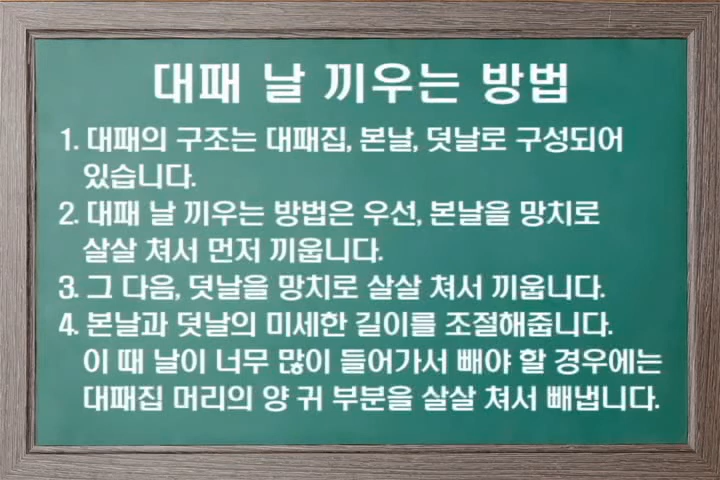 대패 날 끼우는 방법
1. 대패의 구조는 대패집, 본날, 덧날로 구성되어
있습니다.
2. 대패 날 끼우는 방법은 우선, 본날을 망치로
살살 쳐서 먼저 끼웁니다.
3. 그 다음, 덧날을 망치로 살살 쳐서 끼웁니다.
4. 본날과 덧날의 미세한 길이를 조절해줍니다.
이 때 날이 너무 많이 들어가서 빼야 할 경우에는
대패집 머리의 양 귀 부분을 살살 쳐서 빼냅니다.